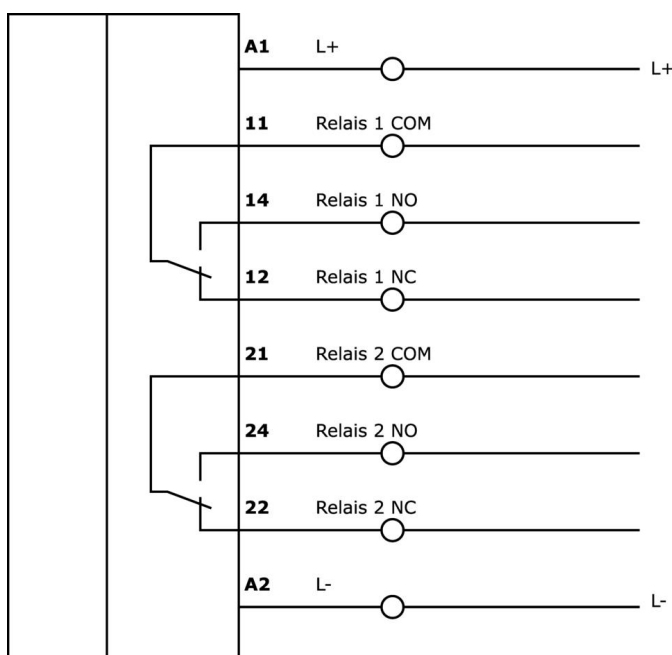 A1 L+
L+
11 Relais 1 COM
14 Relais 1 NO
12 Relais 1 NC
21 Relais 2 COM
24 Relais 2 NO
22 Relais 2 NC
A2 L-
L-